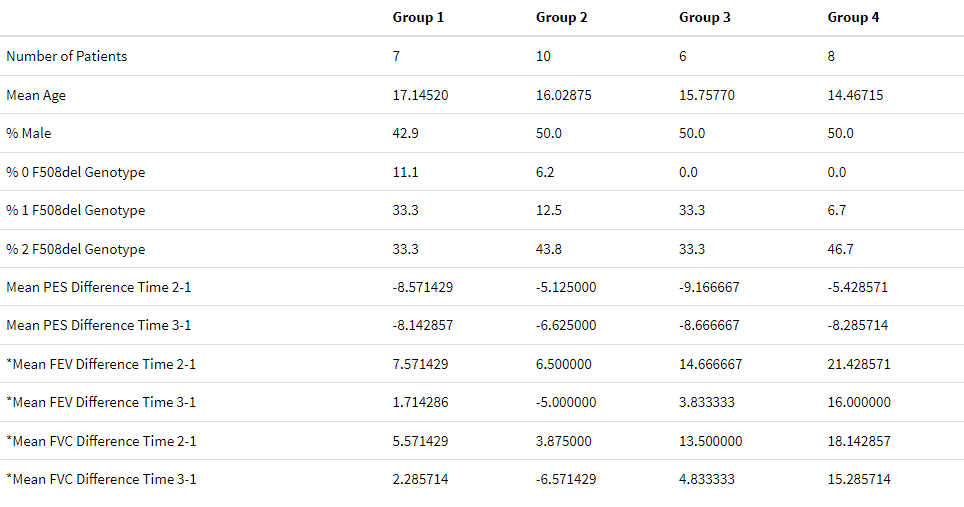 Group 1 Group 2 Group 3 Group 4
Number of Patients 7 10 6 8
Mean Age 17.14520 16.02875 15.75770 14.46715
% Male 42.9 50.0 50.0 50.0
% 0 F508del Genotype 11.1 6.2 0.0 0.0
% 1 F508del Genotype 33.3 12.5 33.3 6.7
% 2 F508del Genotype 33.3 43.8 33.3 46.7
Mean PES Difference Time 2-1 -8.571429 -5.125000 -9.166667 -5.428571
Mean PES Difference Time 3-1 -8.142857 -6.625000 -8.666667 -8.285714
*Mean FEV Difference Time 2-1 7.571429 6.500000 14.666667 21.428571
*Mean FEV Difference Time 3-1 1.714286 -5.000000 3.833333 16.000000
*Mean FVC Difference Time 2-1 5.571429 3.875000 13.500000 18.142857
*Mean FVC Difference Time 3-1 2.285714 -6.571429 4.833333 15.285714